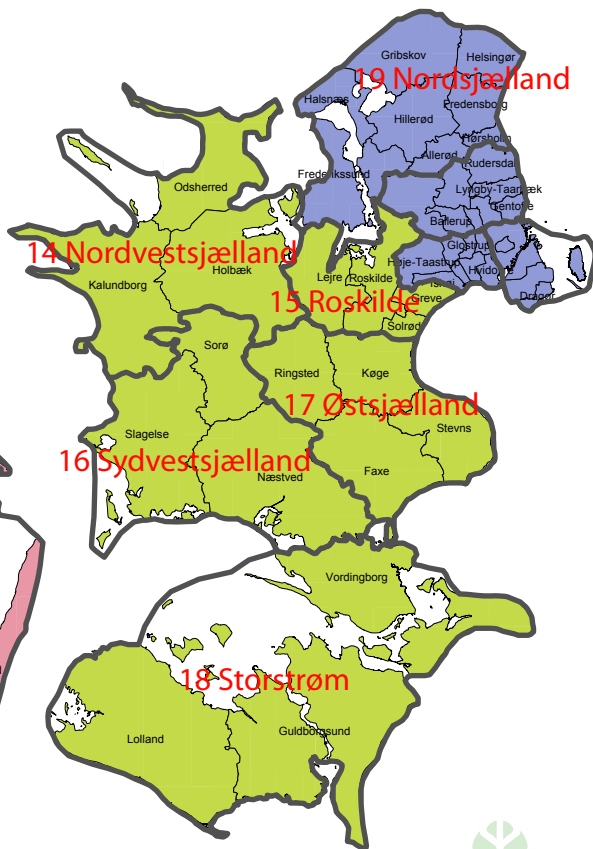 Gribskov
Helsingør
19 Nordsjælland
Halsnæs
Fredensborg
Hillerød
Hørsholm
Allerød
Rudersdal
Frederikssund
Odsherred
Lyngby-Taarbæk
Gentofte
Ballerup
14 Nordvestsjælland
Glostrup
Høje-Taastrup
Holbæk
Lejre
Roskilde
Hvidovre
Kalundborg
Dragør
15 Roskilde
Greve
Solrød
Sorø
Ringsted
Køge
17 Østsjælland
Stevns
Slagelse
16 Sydvestsjælland
Faxe
Næstved
Vordingborg
18 Storstrøm
Guldborgsund
Lolland